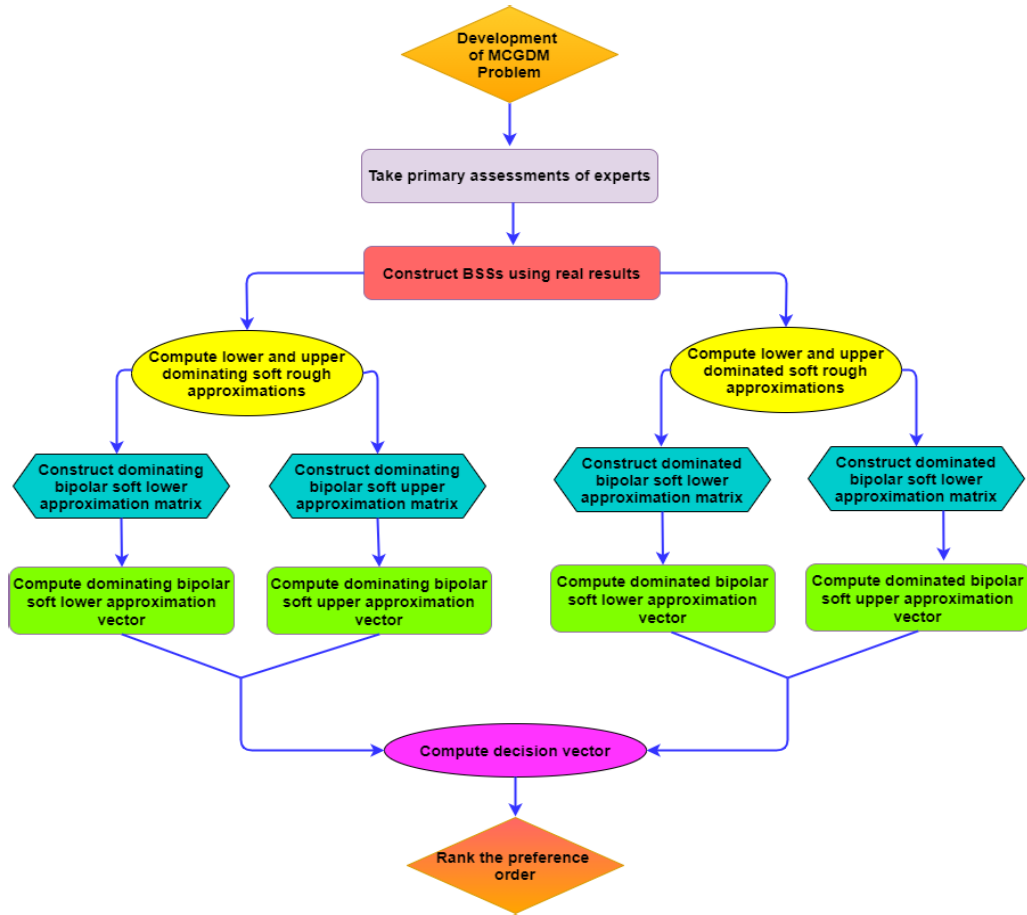 Development
of MCGDM
Problem
Take primary assessments of experts
Construct BSSs using real results
Compute lower and upper
dominating soft rough
approximations
Compute lower and upper
dominated soft rough
approximations
Construct dominating
bipolar soft lower
approximation matrix
Construct dominating
bipolar soft upper
approximation matrix
Construct dominated
bipolar soft lower
approximation matrix
Construct dominated
bipolar soft lower
approximation matrix
Compute dominating bipolar
soft lower approximation
vector
Compute dominating bipolar
soft upper approximation
vector
Compute dominated bipolar
soft lower approximation
vector
Compute dominated bipolar
soft upper approximation
vector
Compute decision vector
Rank the preference
order